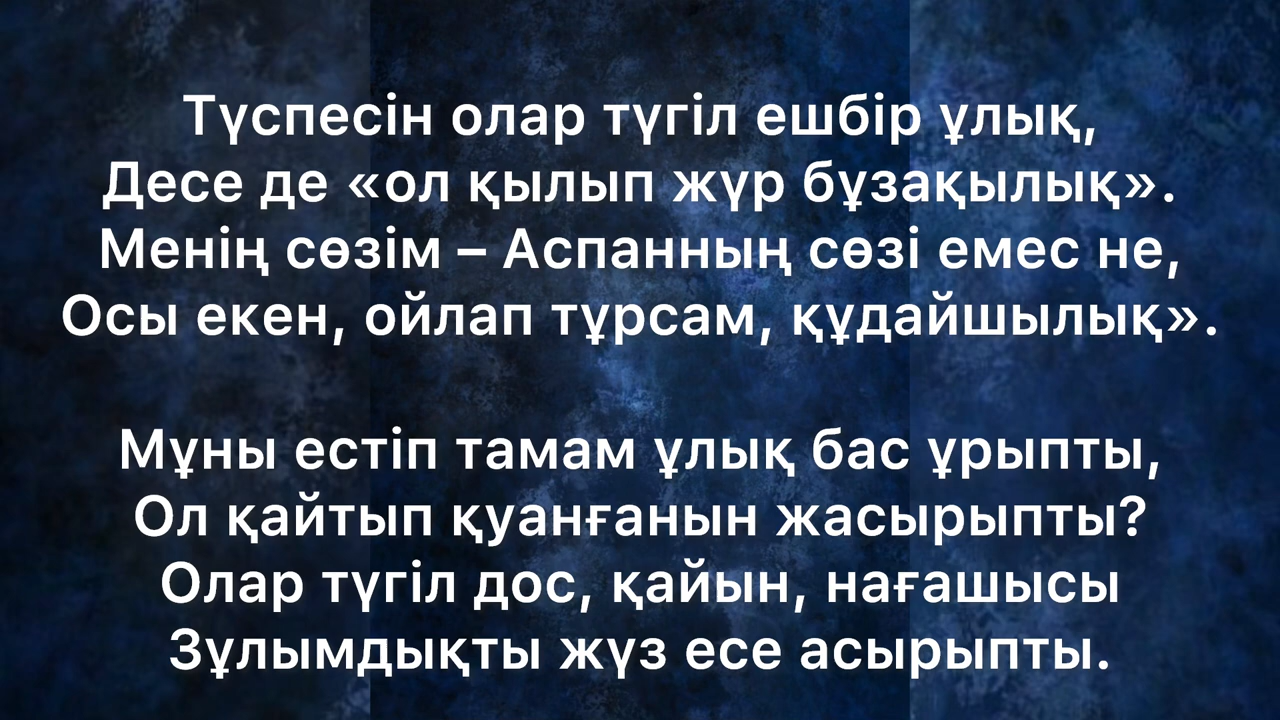 Түспесін олар түгіл ешбір ұлық,
Десе де «ол қылып жүр бұзақылық».
Менің сөзім – Аспанның сөзі емес не,
Осы екен, ойлап тұрсам, құдайшылық».
Мұны естіп тамам ұлық бас ұрыпты,
Ол қайтып қуанғанын жасырыпты?
Олар түгіл дос, қайын, нағашысы
Зұлымдықты жүз есе асырыпты.